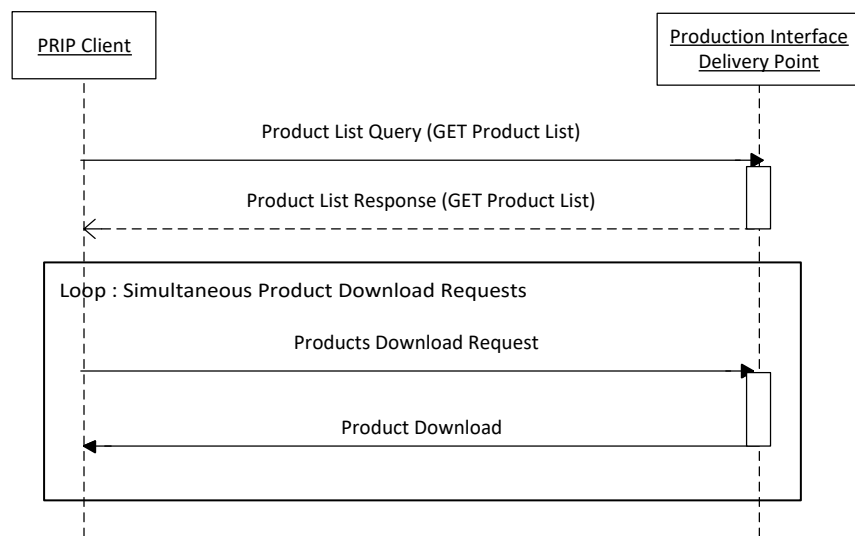 PRIP Client
Production Interface
Delivery Point
Product List Query (GET Product List)
Product List Response (GET Product List)
Loop : Simultaneous Product Download Requests
Products Download Request
Product Download